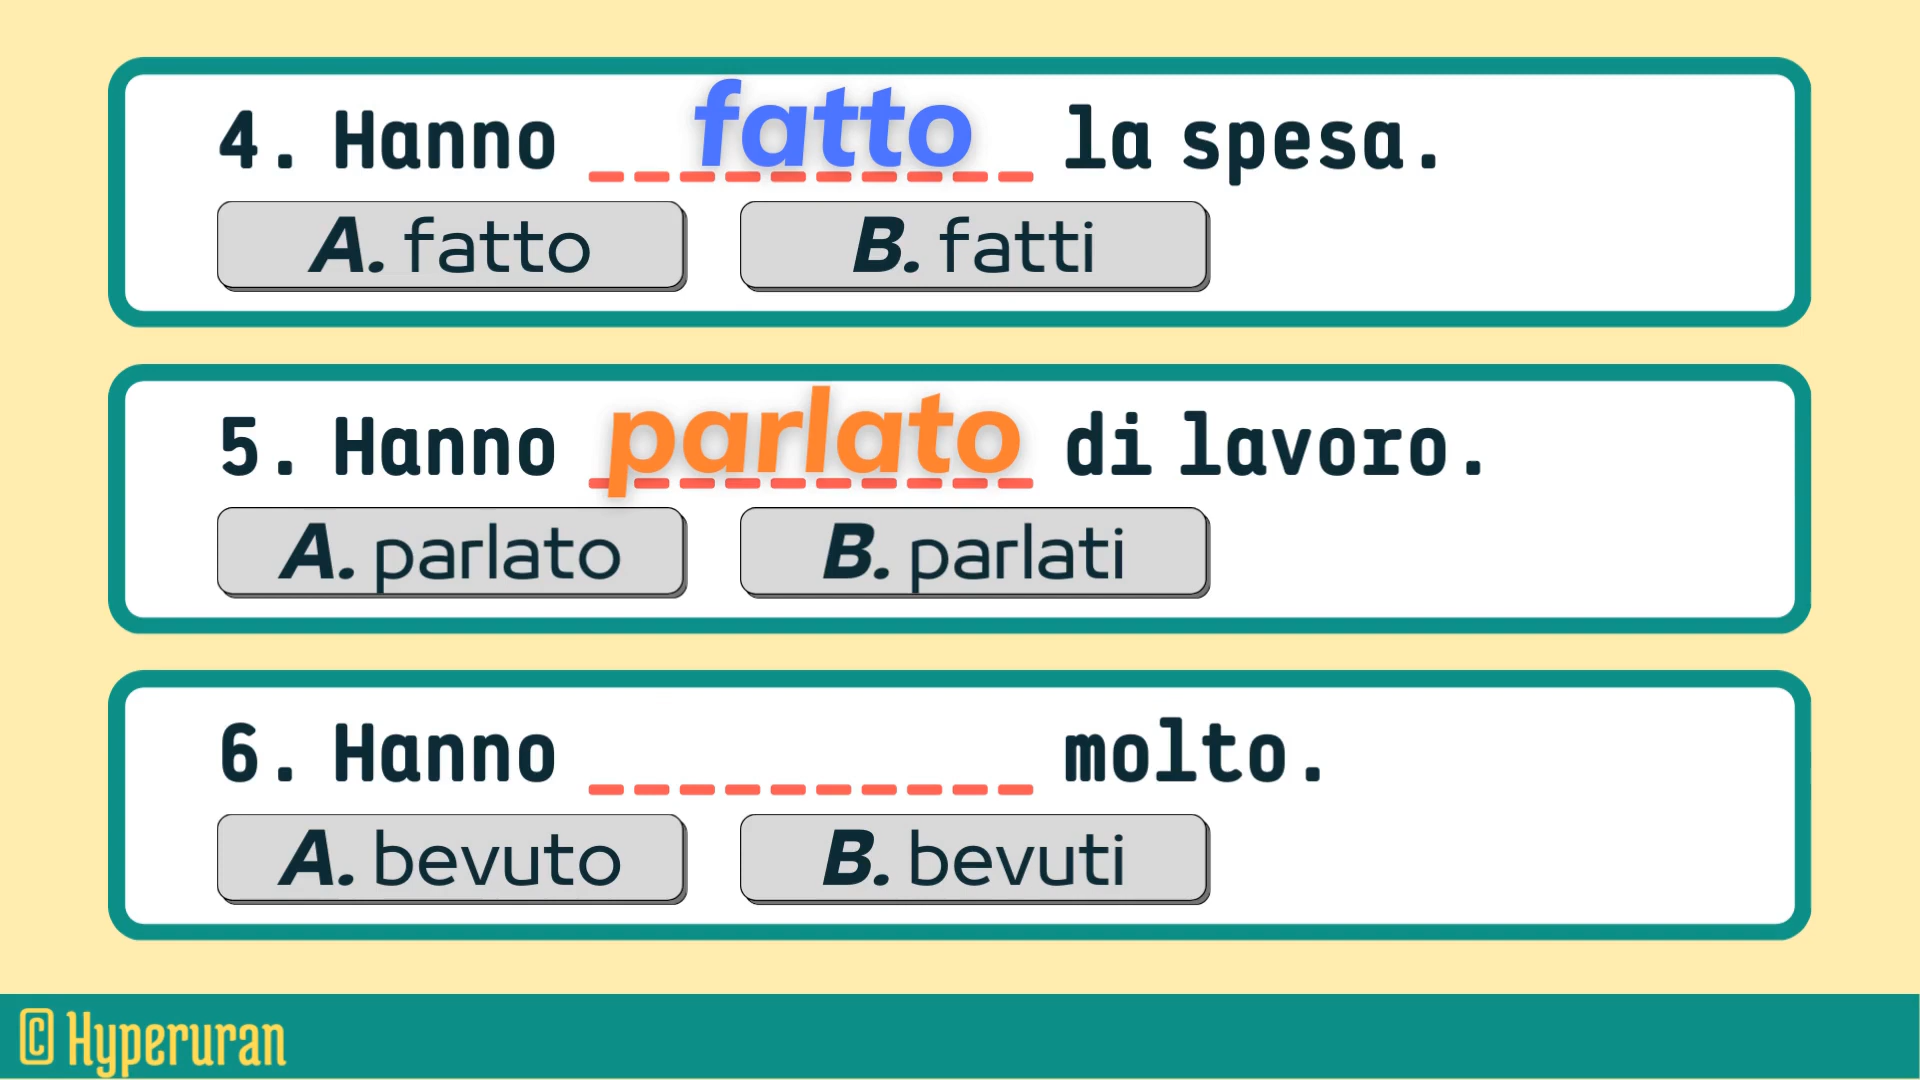 4. Hanno fatto la spesa.
A. fatto B. fatti
5. Hanno parlato di lavoro.
A. parlato B. parlati
6. Hanno __________ molto.
A. bevuto B. bevuti
© Hyperuran